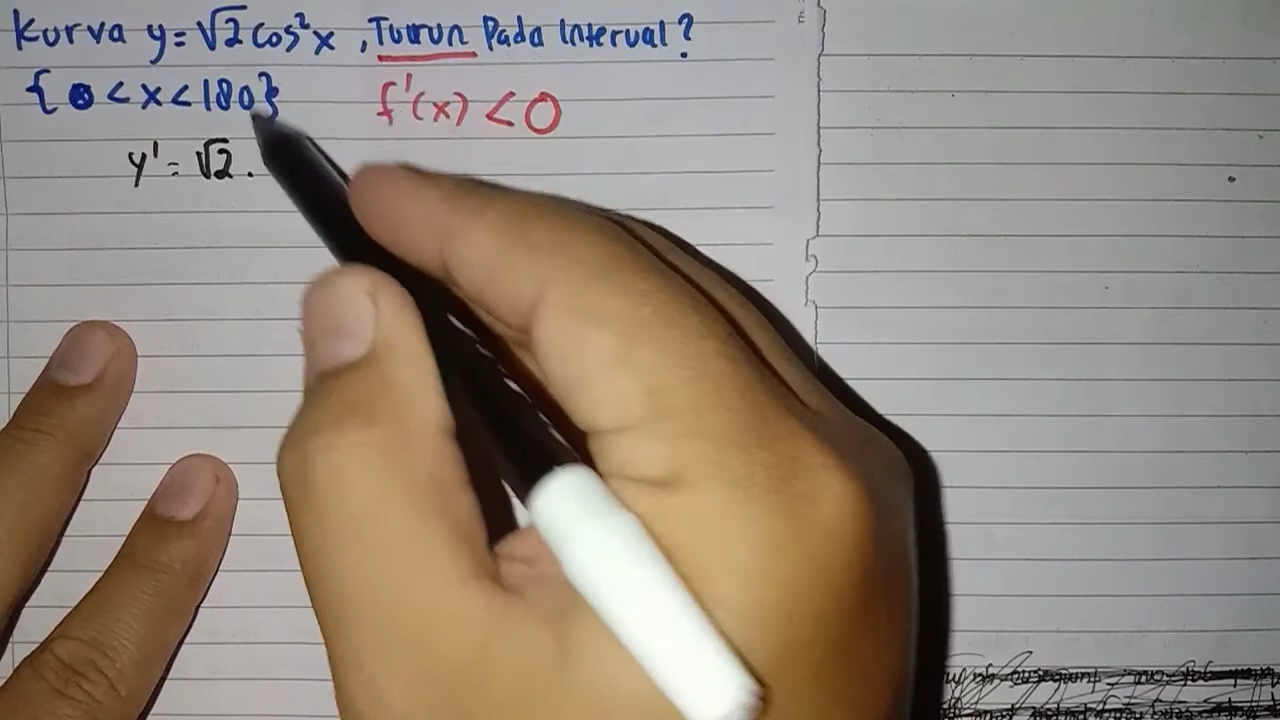 Kurva y = √2 cos²x , Turun Pada Interval?
{ 0 < x < 180} f'(x) < 0
y' = √2 .